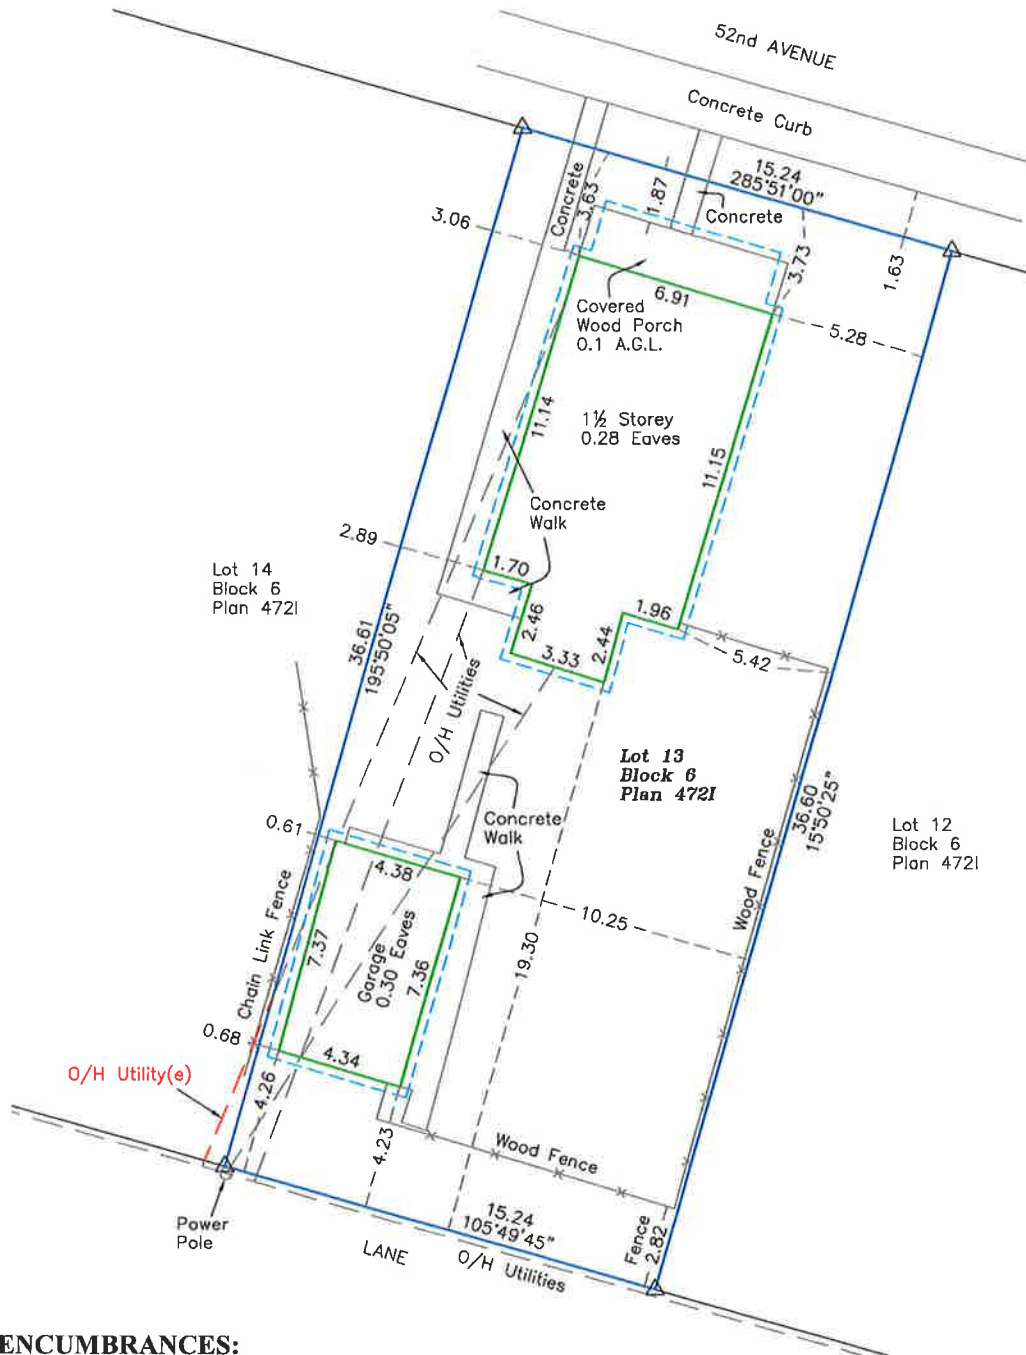 52nd AVENUE
Concrete Curb
15.24
285°51'00"
Concrete
3.63
1.87
Concrete
3.06
3.73
1.63
6.91
Covered
Wood Porch
0.1 A.G.L.
5.28
11.14
1½ Storey
0.28 Eaves
11.15
Concrete
Walk
2.89
1.70
Lot 14
Block 6
Plan 472I
2.46
1.96
2.44
3.33
5.42
36.61
195°50'05"
O/H Utilities
Lot 13
Block 6
Plan 472I
36.60
15°50'25"
Lot 12
Block 6
Plan 472I
0.61
Concrete
Walk
4.38
Wood Fence
10.25
Chain Link Fence
7.37
Garage
0.30 Eaves
7.36
19.30
0.68
4.34
O/H Utility(e)
4.26
4.23
Wood Fence
Power
Pole
15.24
105°49'45"
Fence
2.82
LANE
O/H Utilities
ENCUMBRANCES: